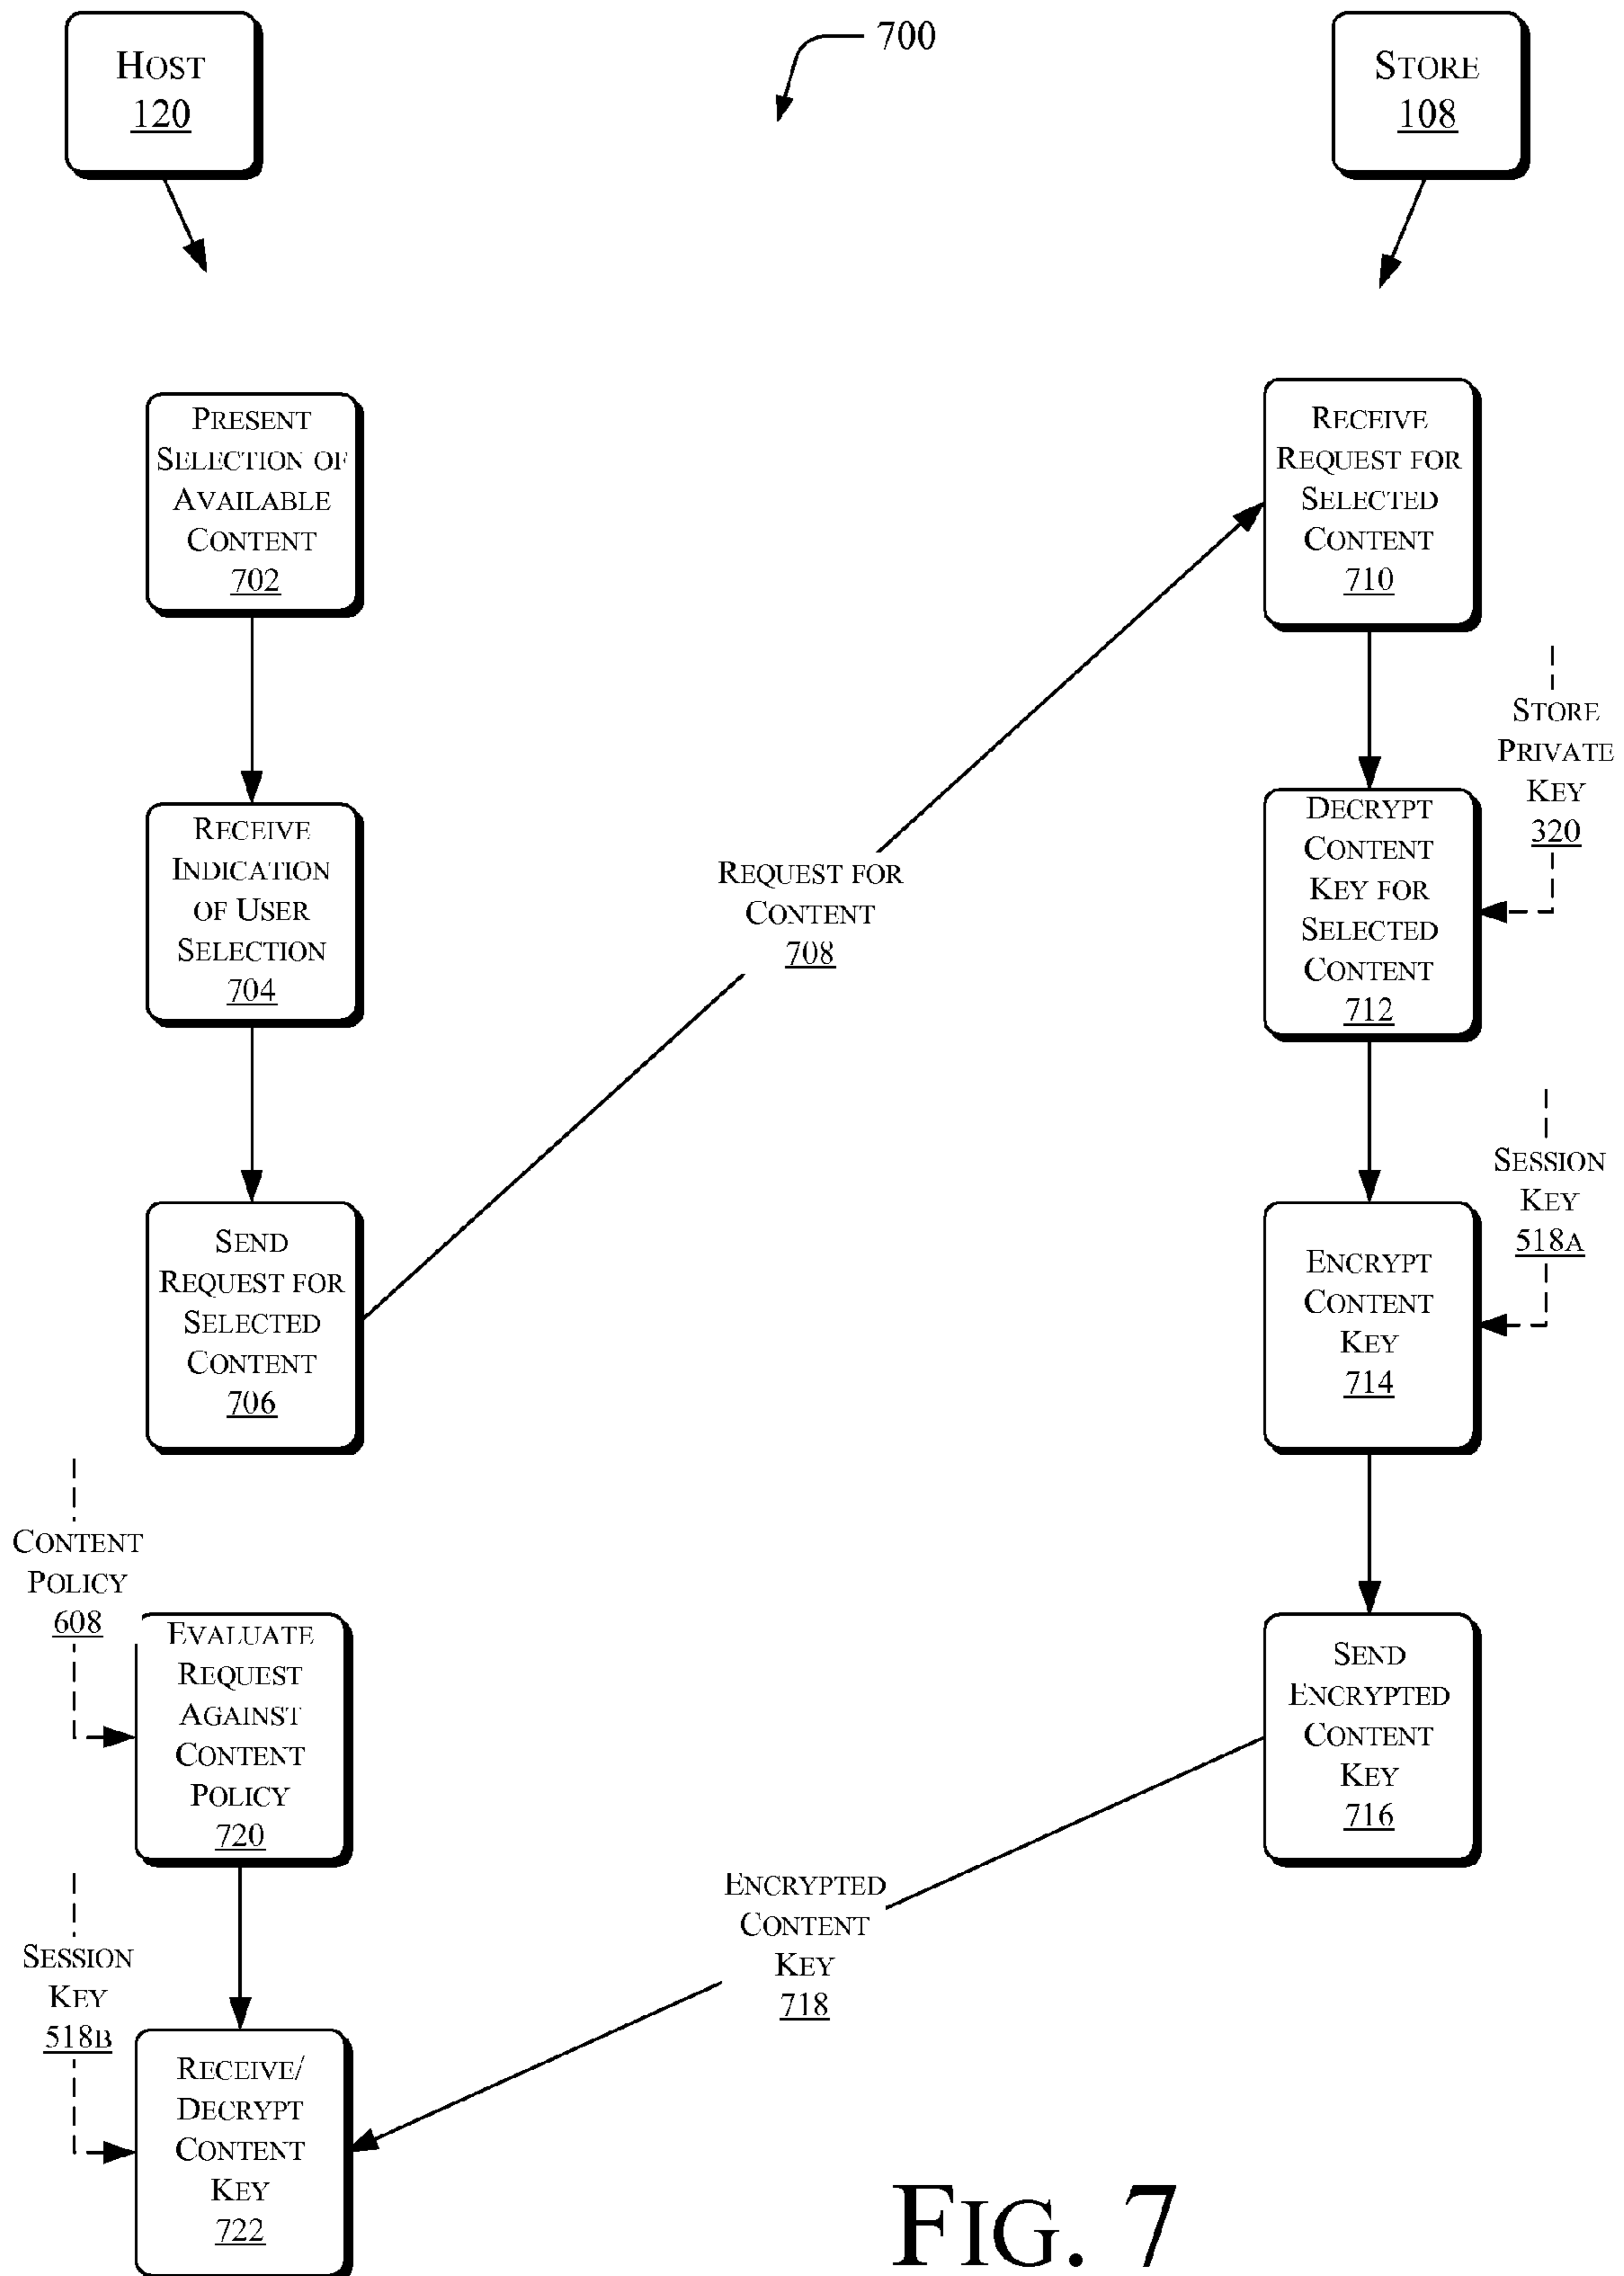 HOST
120
700
STORE
108
PRESENT
SELECTION OF
AVAILABLE
CONTENT
702
RECEIVE
INDICATION
OF USER
SELECTION
704
SEND
REQUEST FOR
SELECTED
CONTENT
706
REQUEST FOR
CONTENT
708
RECEIVE
REQUEST FOR
SELECTED
CONTENT
710
STORE
PRIVATE
KEY
320
DECRYPT
CONTENT
KEY FOR
SELECTED
CONTENT
712
SESSION
KEY
518A
ENCRYPT
CONTENT
KEY
714
SEND
ENCRYPTED
CONTENT
KEY
716
ENCRYPTED
CONTENT
KEY
718
CONTENT
POLICY
608
EVALUATE
REQUEST
AGAINST
CONTENT
POLICY
720
SESSION
KEY
518B
RECEIVE/
DECRYPT
CONTENT
KEY
722
FIG. 7